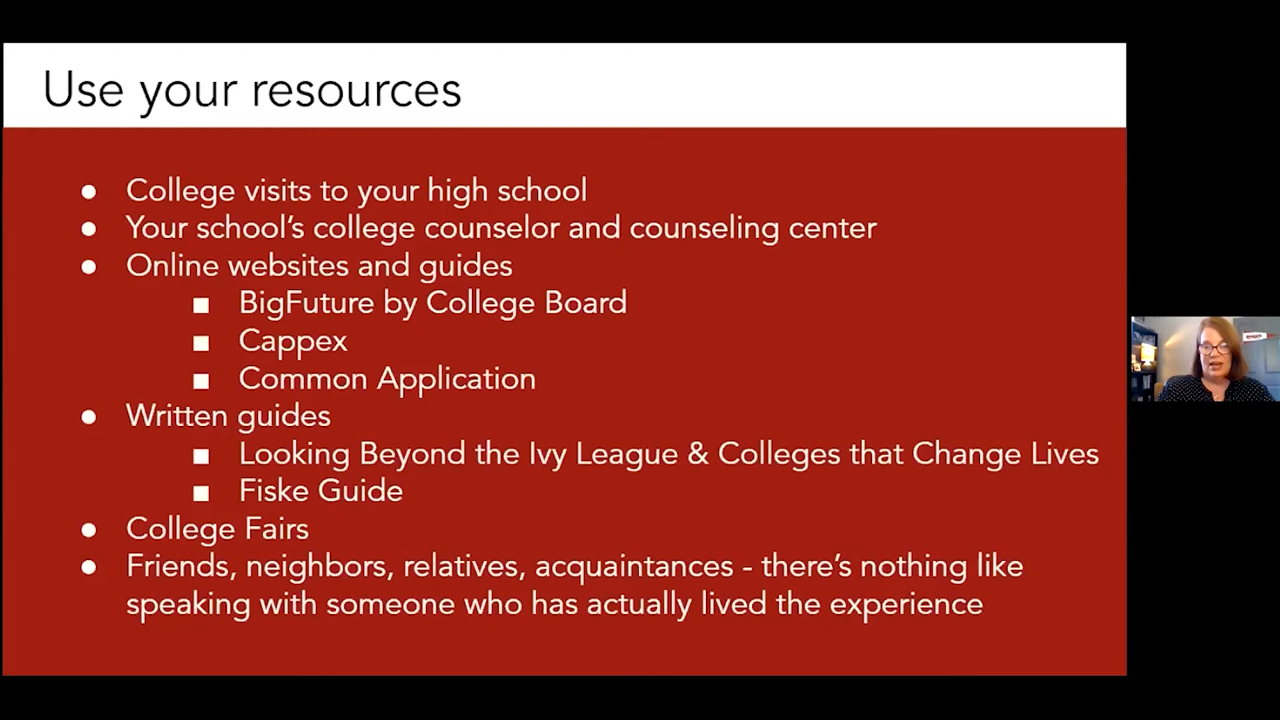 Use your resources
● College visits to your high school
● Your school's college counselor and counseling center
● Online websites and guides
■ BigFuture by College Board
■ Cappex
■ Common Application
● Written guides
■ Looking Beyond the Ivy League & Colleges that Change Lives
■ Fiske Guide
● College Fairs
● Friends, neighbors, relatives, acquaintances - there's nothing like
speaking with someone who has actually lived the experience